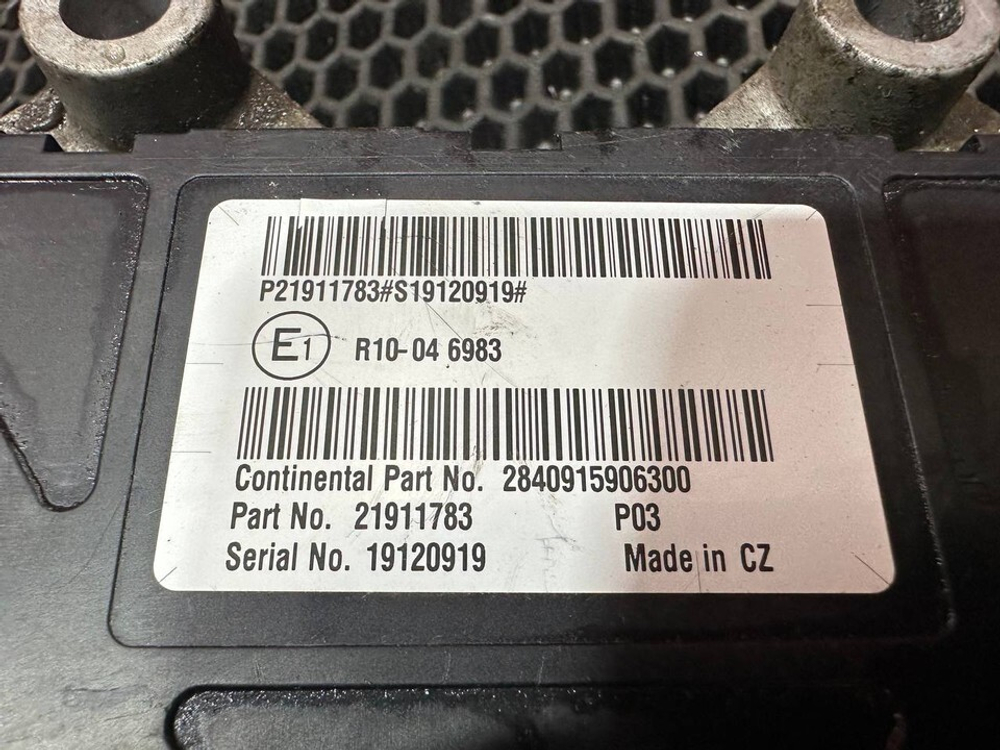 P21911783#S19120919#
E1 R10-04 6983
Continental Part No. 2840915906300
Part No. 21911783 P03
Serial No. 19120919 Made in CZ